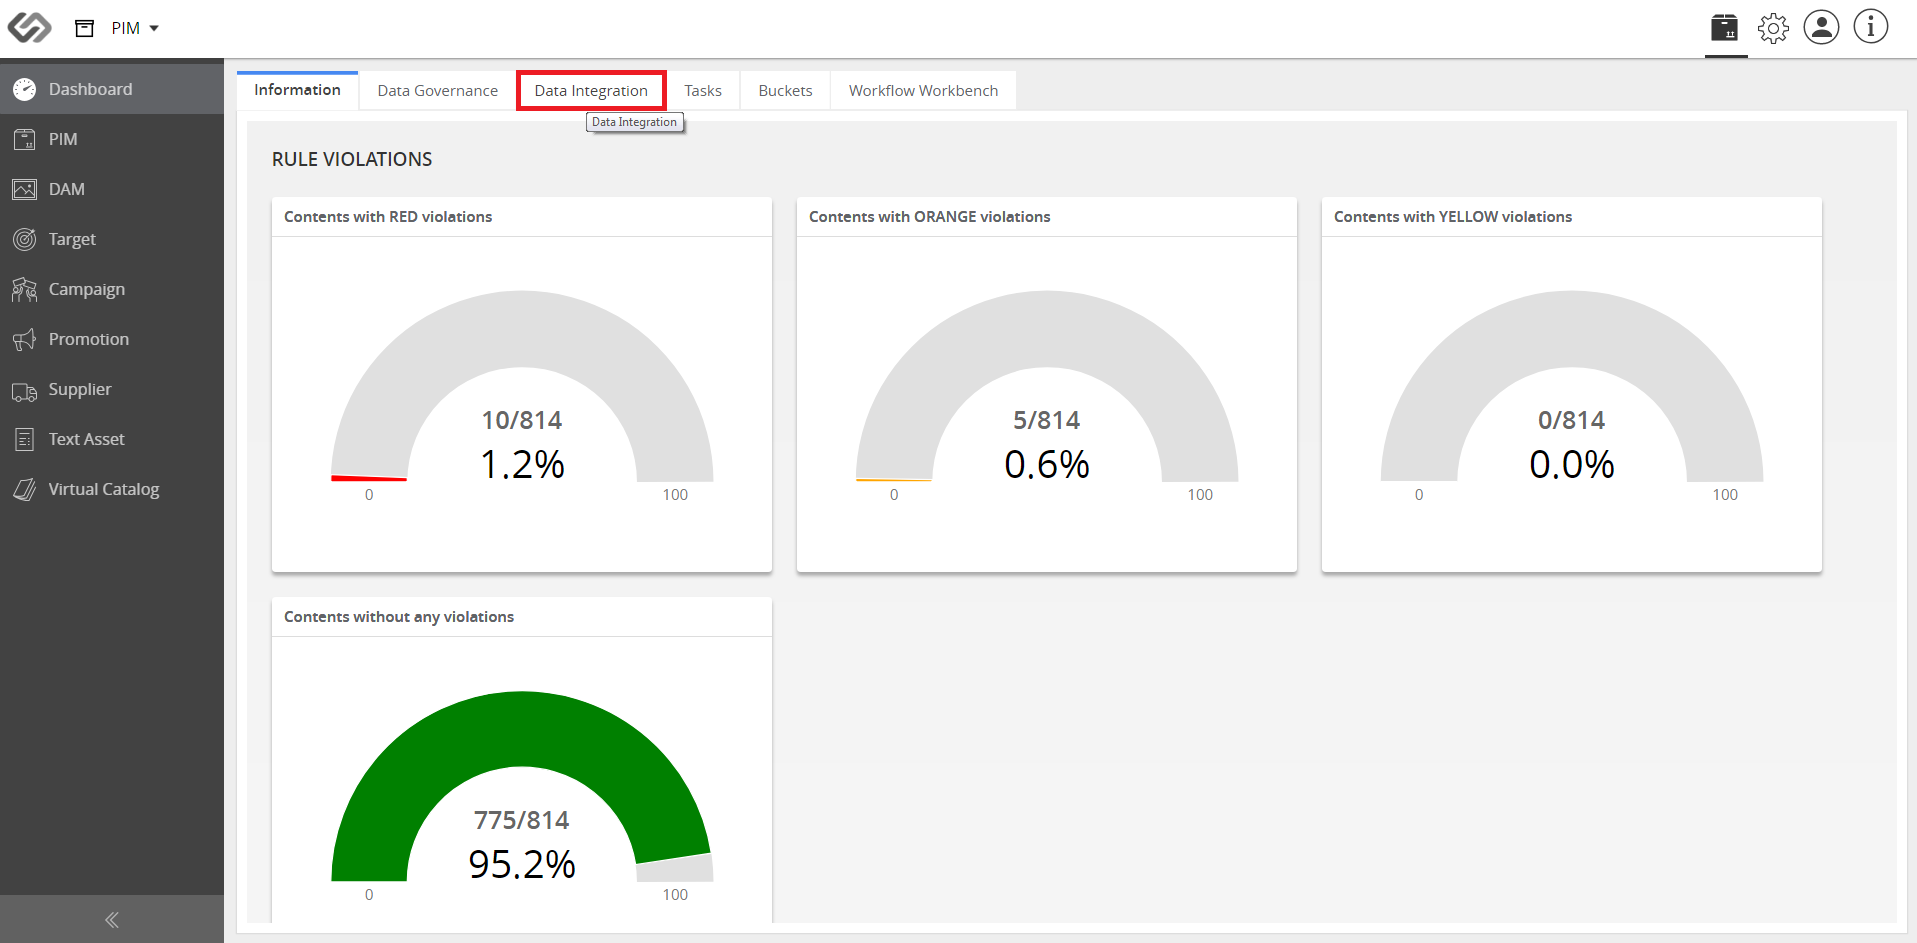 PIM
Dashboard
PIM
DAM
Target
Campaign
Promotion
Supplier
Text Asset
Virtual Catalog
Information Data Governance Data Integration Tasks Buckets Workflow Workbench
Data Integration
RULE VIOLATIONS
Contents with RED violations
10/814
1.2%
0 100
Contents with ORANGE violations
5/814
0.6%
0 100
Contents with YELLOW violations
0/814
0.0%
0 100
Contents without any violations
775/814
95.2%
0 100